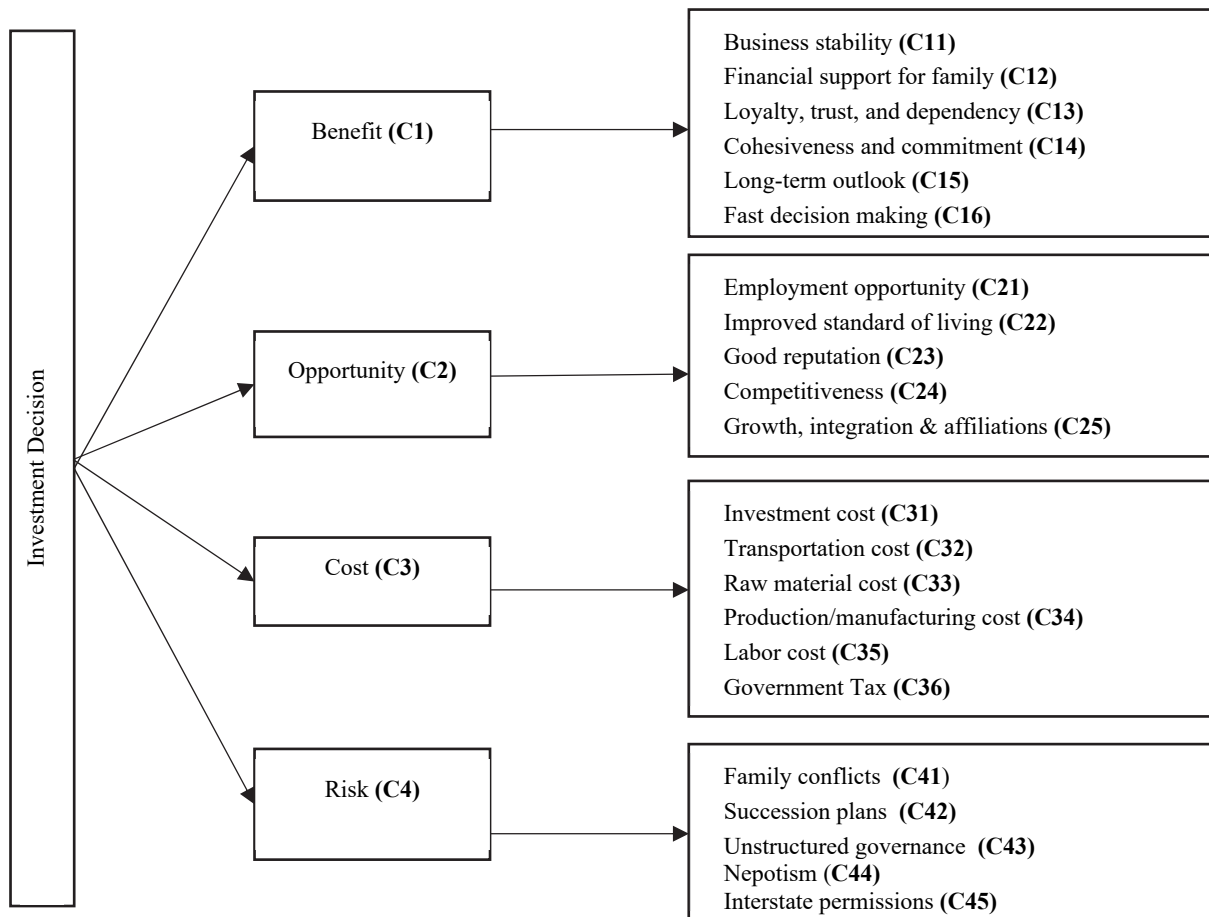 Investment Decision
Benefit (C1)
Business stability (C11)
Financial support for family (C12)
Loyalty, trust, and dependency (C13)
Cohesiveness and commitment (C14)
Long-term outlook (C15)
Fast decision making (C16)
Opportunity (C2)
Employment opportunity (C21)
Improved standard of living (C22)
Good reputation (C23)
Competitiveness (C24)
Growth, integration & affiliations (C25)
Cost (C3)
Investment cost (C31)
Transportation cost (C32)
Raw material cost (C33)
Production/manufacturing cost (C34)
Labor cost (C35)
Government Tax (C36)
Risk (C4)
Family conflicts (C41)
Succession plans (C42)
Unstructured governance (C43)
Nepotism (C44)
Interstate permissions (C45)